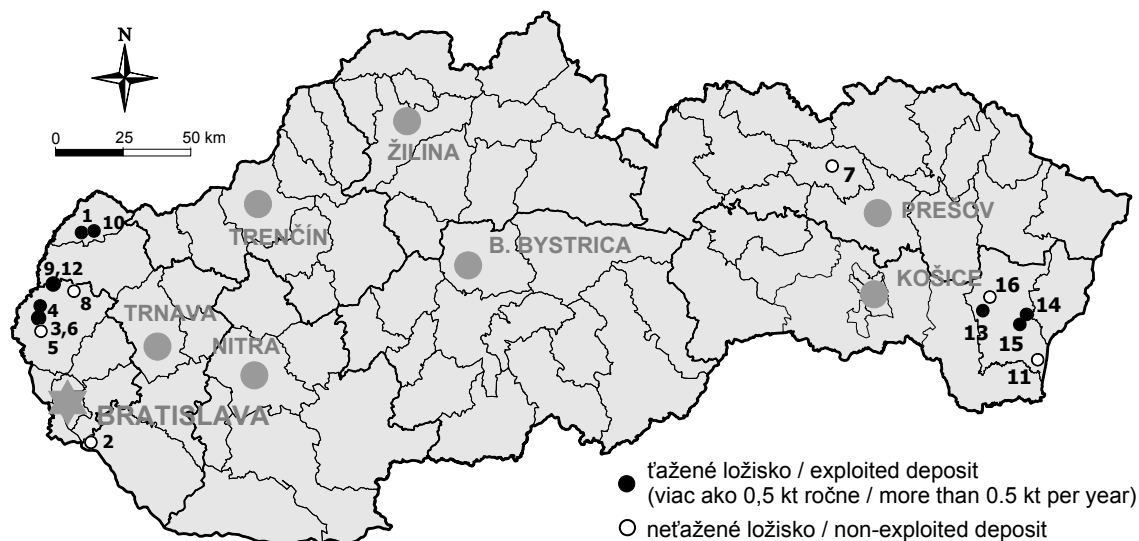 N
0 25 50 km
ŽILINA
7
PREŠOV
1 10
TRENČÍN
B. BYSTRICA
9,12
8
KOŠICE
16
4
TRNAVA
14
3,6
13
NITRA
15
5
11
BRATISLAVA
2
ťažené ložisko / exploited deposit
(viac ako 0,5 kt ročne / more than 0.5 kt per year)
neťažené ložisko / non-exploited deposit